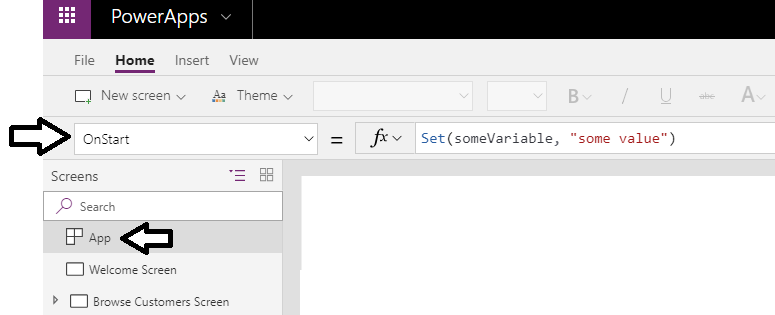 PowerApps
File Home Insert View
New screen Aa Theme B / U abc A
OnStart = fx Set(someVariable, "some value")
Screens
Search
App
Welcome Screen
Browse Customers Screen